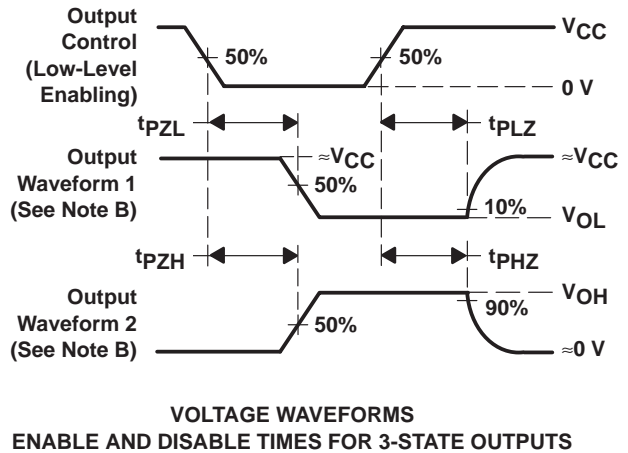 Output
Control
(Low-Level
Enabling)
50%
50%
VCC
0 V
tPZL
tPLZ
Output
Waveform 1
(See Note B)
≈VCC
50%
≈VCC
10%
VOL
tPZH
tPHZ
Output
Waveform 2
(See Note B)
50%
VOH
90%
≈0 V
VOLTAGE WAVEFORMS
ENABLE AND DISABLE TIMES FOR 3-STATE OUTPUTS